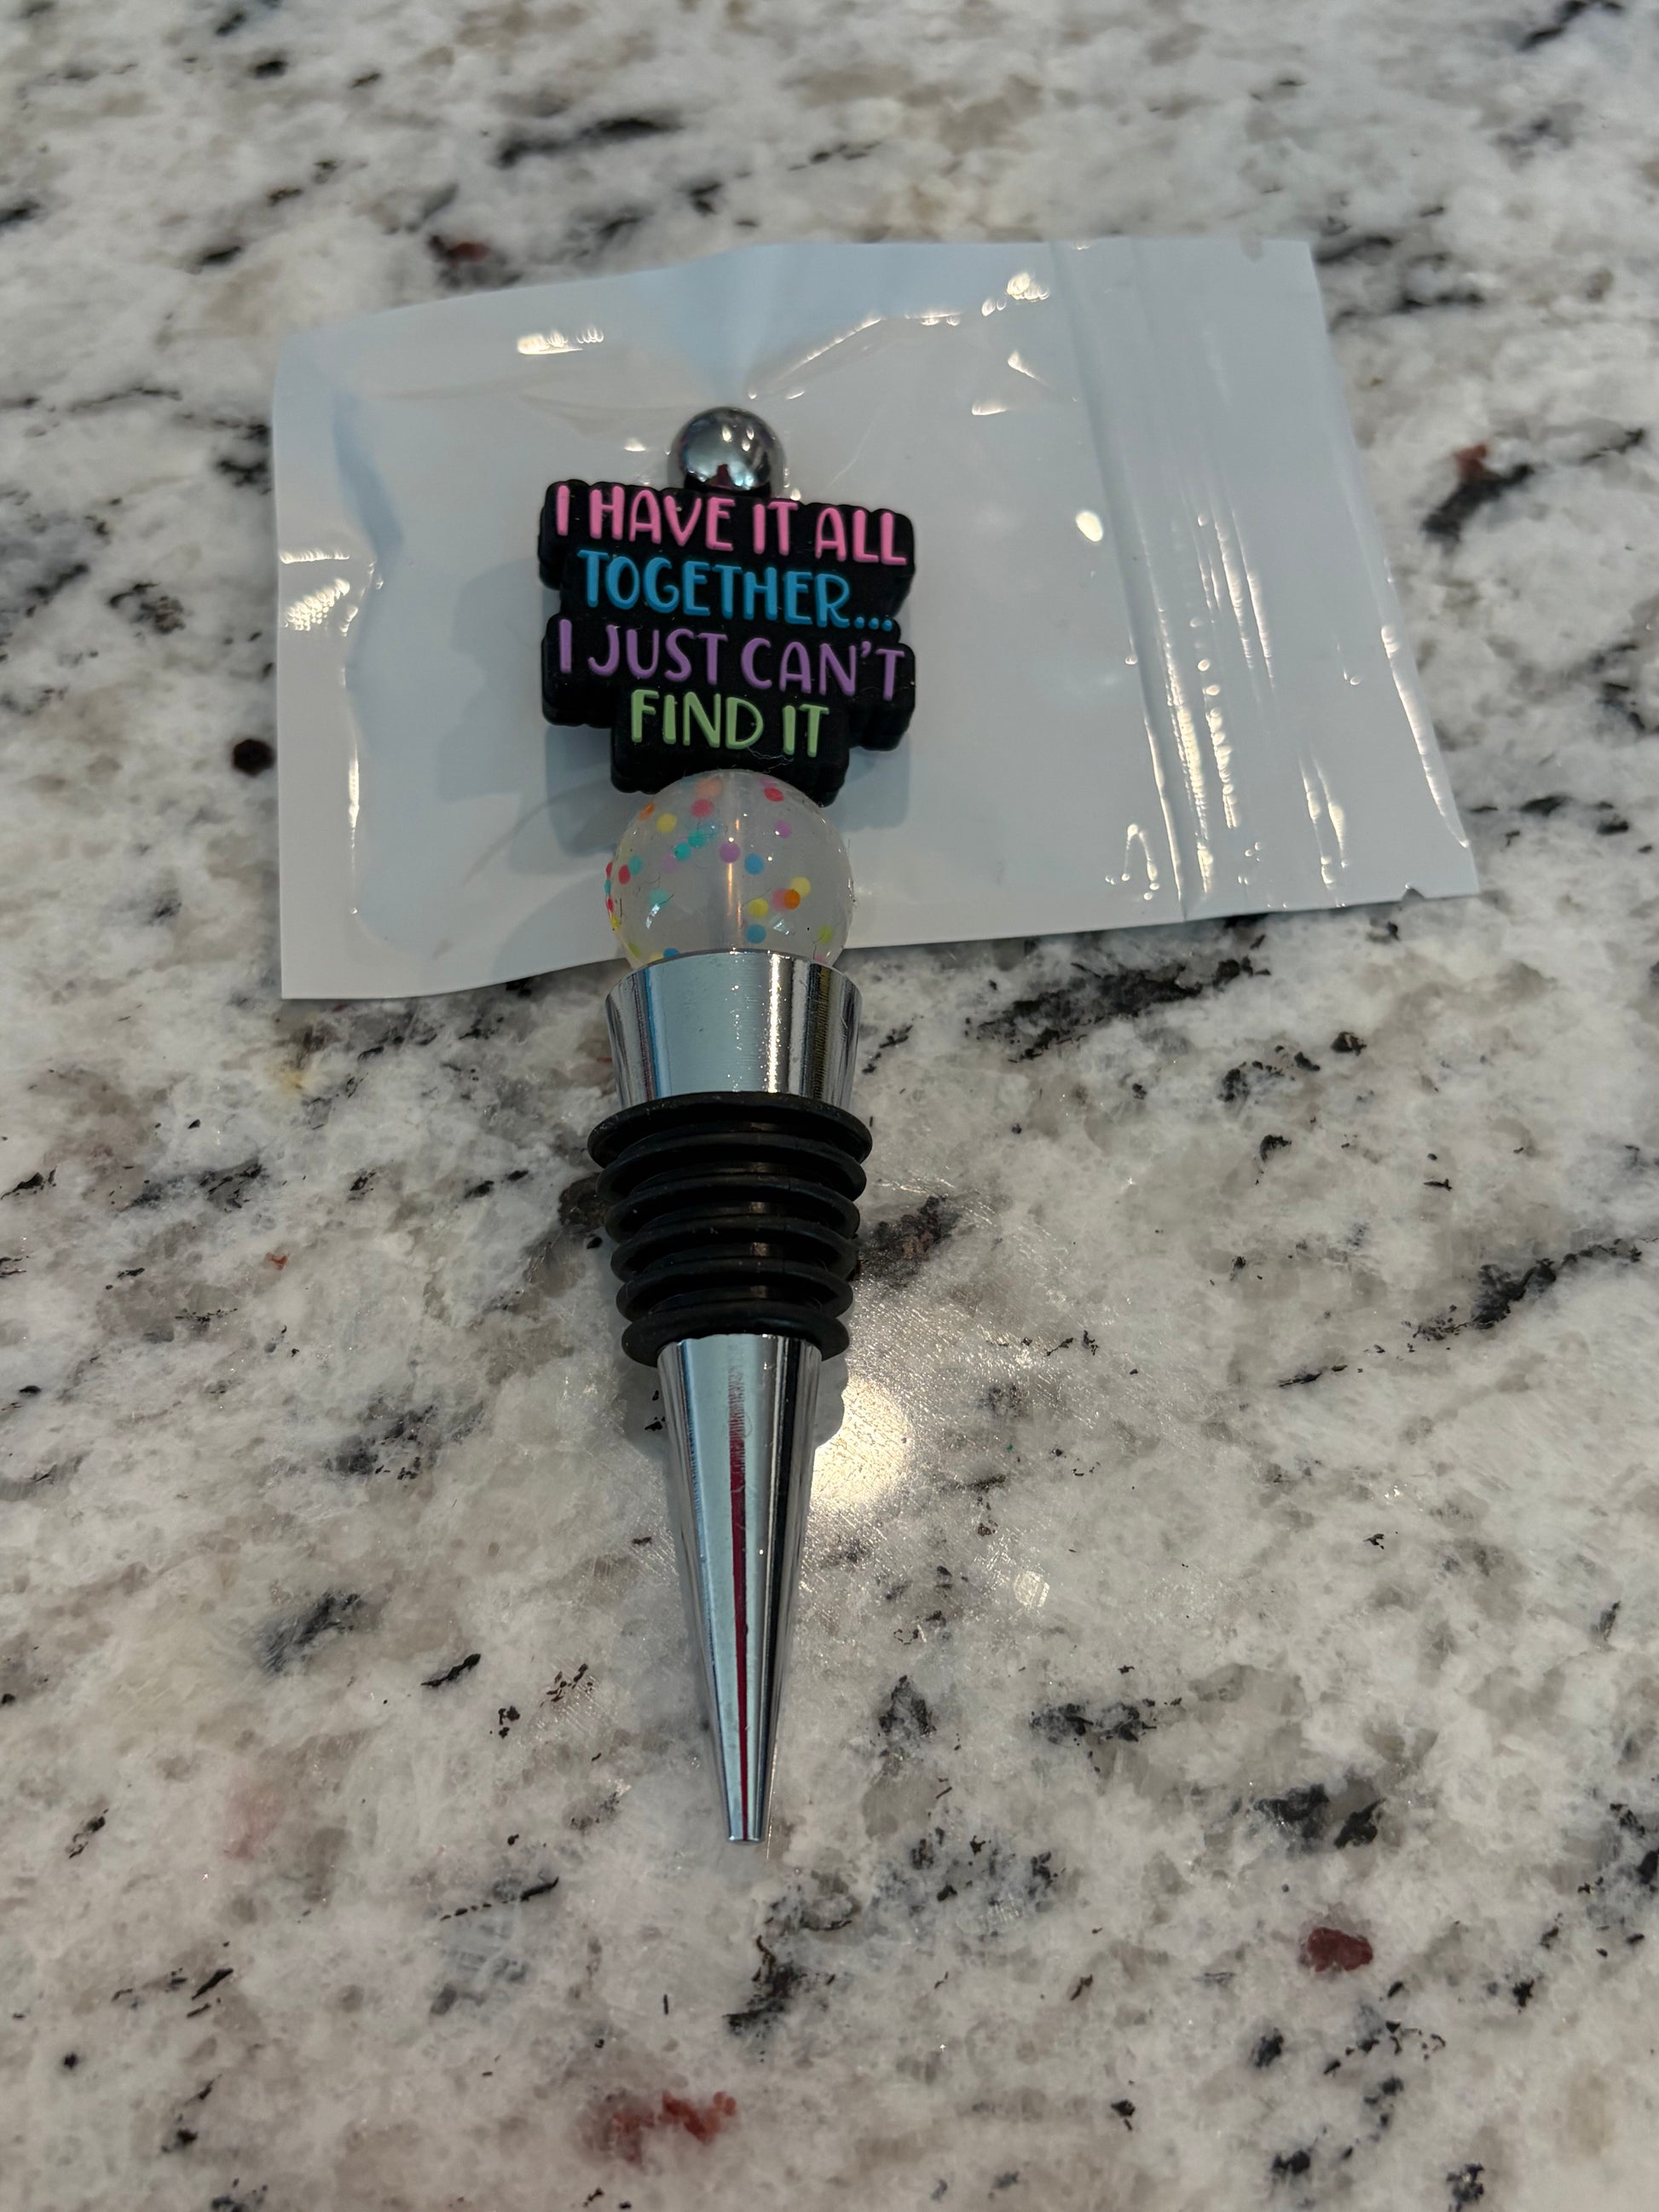 I HAVE IT ALL
TOGETHER...
I JUST CAN'T
FIND IT